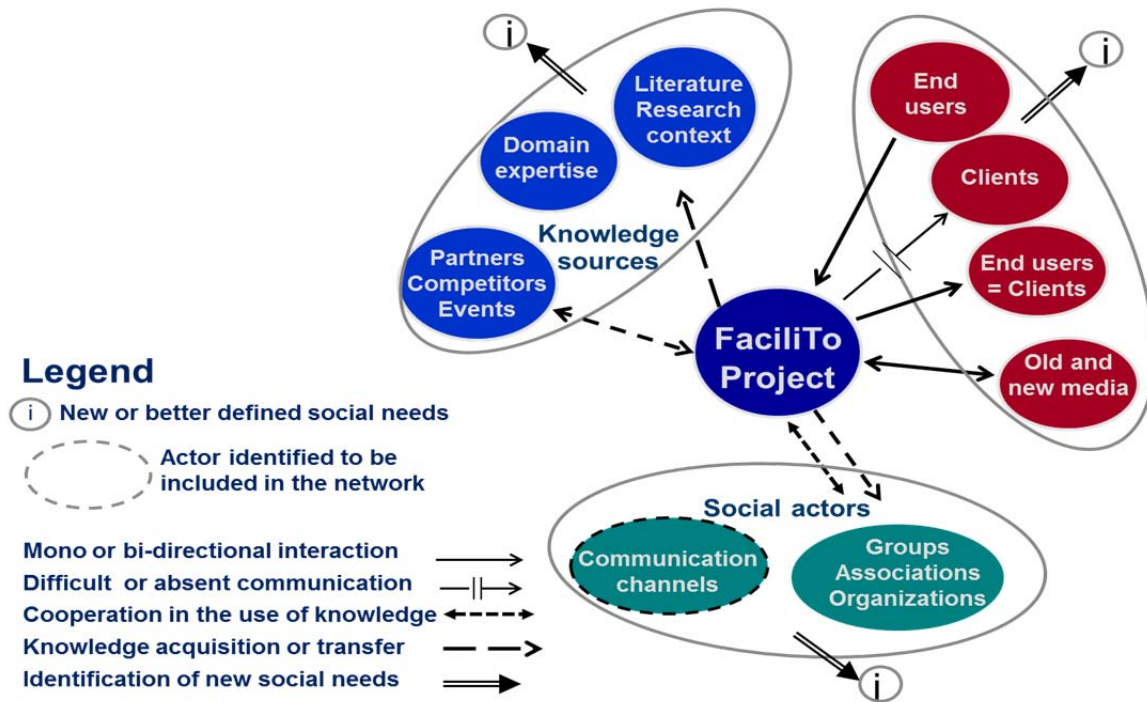 i
Literature
Research
context
Domain
expertise
Knowledge
sources
Partners
Competitors
Events
i
End
users
Clients
End users
= Clients
Old and
new media
FaciliTo
Project
Social actors
Communication
channels
Groups
Associations
Organizations
i
Legend
i New or better defined social needs
Actor identified to be
included in the network
Mono or bi-directional interaction
Difficult or absent communication
Cooperation in the use of knowledge
Knowledge acquisition or transfer
Identification of new social needs